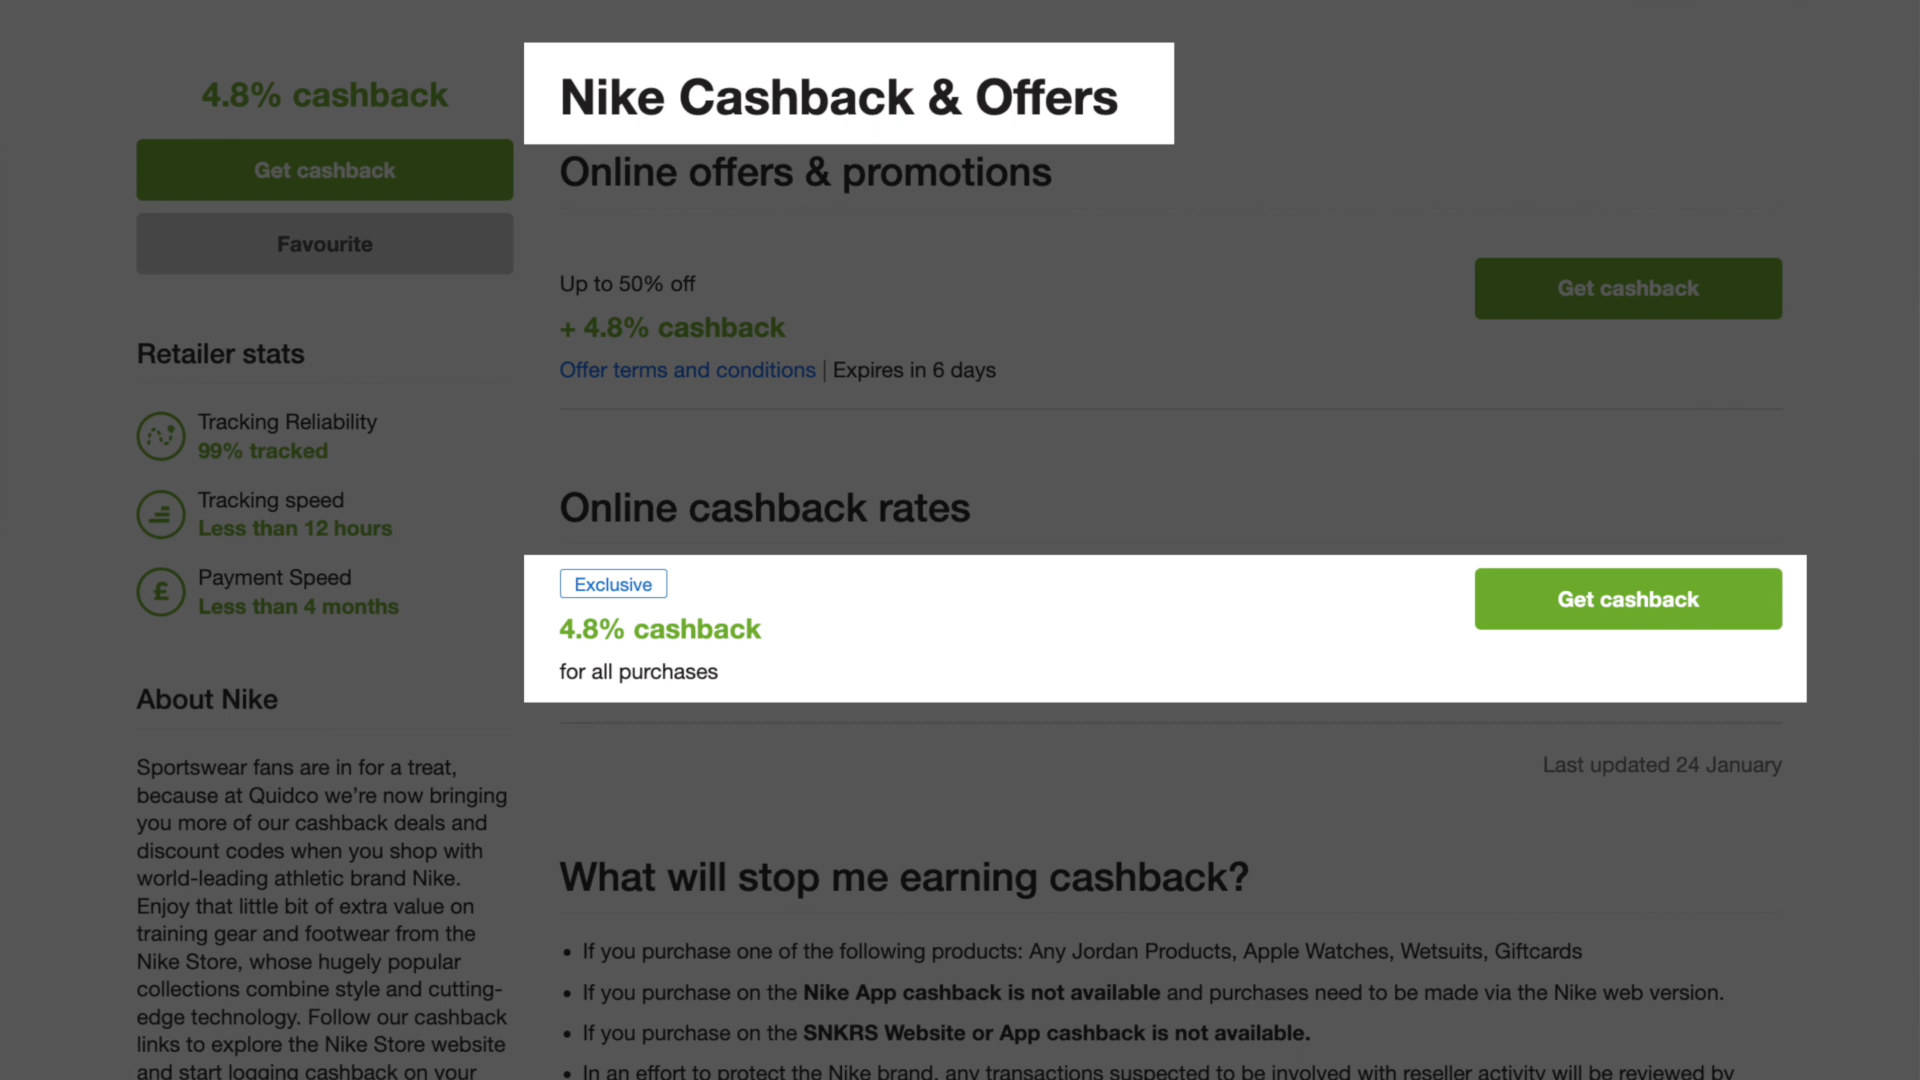 4.8% cashback
Get cashback
Favourite
Retailer stats
Tracking Reliability
99% tracked
Tracking speed
Less than 12 hours
£
Payment Speed
Less than 4 months
About Nike
Sportswear fans are in for a treat,
because at Quidco we’re now bringing
you more of our cashback deals and
discount codes when you shop with
world-leading athletic brand Nike.
Enjoy that little bit of extra value on
training gear and footwear from the
Nike Store, whose hugely popular
collections combine style and cutting-
edge technology. Follow our cashback
links to explore the Nike Store website
and start logging cashback on your
Nike Cashback & Offers
Online offers & promotions
Up to 50% off
+ 4.8% cashback
Offer terms and conditions | Expires in 6 days
Get cashback
Online cashback rates
Exclusive
4.8% cashback
for all purchases
Get cashback
Last updated 24 January
What will stop me earning cashback?
• If you purchase one of the following products: Any Jordan Products, Apple Watches, Wetsuits, Giftcards
• If you purchase on the Nike App cashback is not available and purchases need to be made via the Nike web version.
• If you purchase on the SNKRS Website or App cashback is not available.
• In an effort to protect the Nike brand, any transactions suspected to be involved with reseller activity will be reviewed by